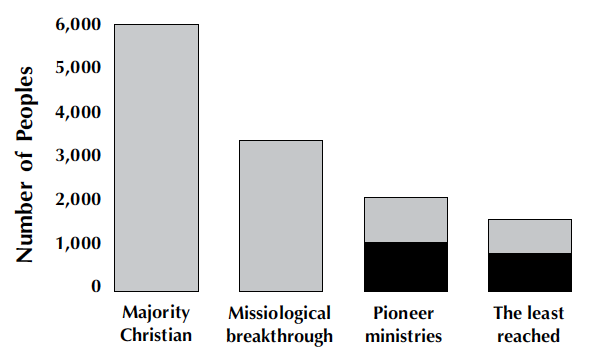 6,000
5,000
4,000
3,000
2,000
1,000
0
Number of Peoples
Majority
Christian
Missiological
breakthrough
Pioneer
ministries
The least
reached